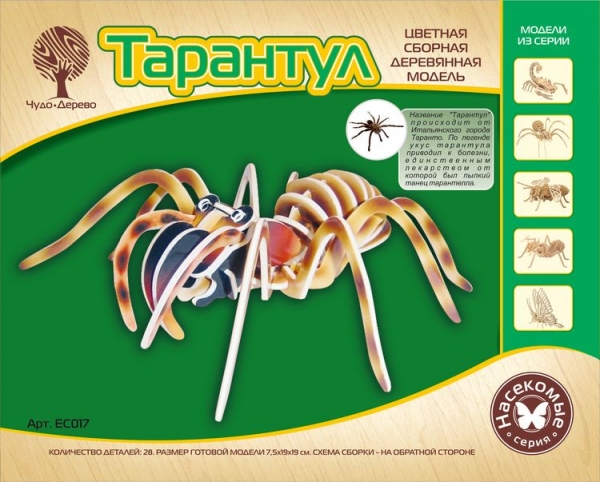 Чудо-Дерево
Тарантул
ЦВЕТНАЯ
СБОРНАЯ
ДЕРЕВЯННАЯ
МОДЕЛЬ
МОДЕЛИ
ИЗ СЕРИИ
Название "Тарантул"
происходит от
Итальянского города
Таранто. По легенде
укус тарантула
приводил к болезни,
единственным
лекарством от
которой был пылкий
танец тарантелла.
Арт. EC017
Насекомые
серия
КОЛИЧЕСТВО ДЕТАЛЕЙ: 28. РАЗМЕР ГОТОВОЙ МОДЕЛИ 7,5х19х19 см. СХЕМА СБОРКИ - НА ОБРАТНОЙ СТОРОНЕ